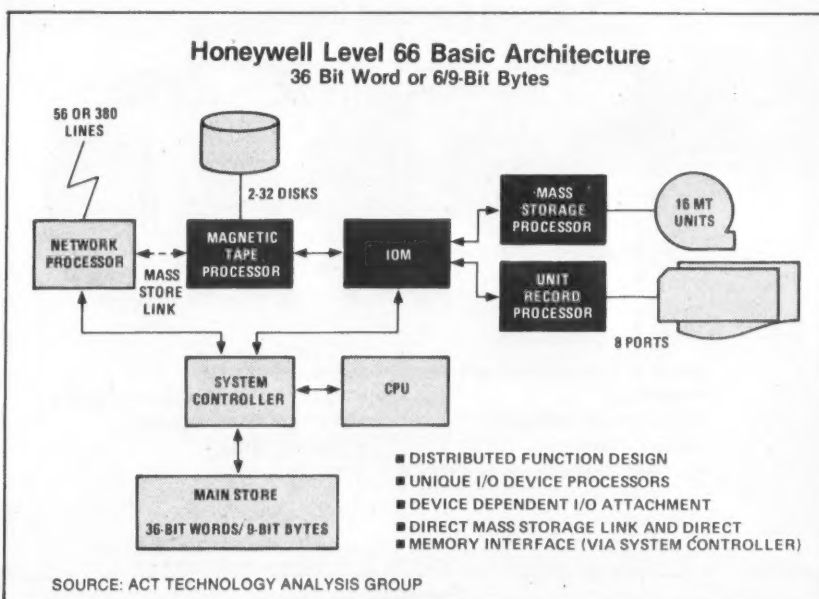 Honeywell Level 66 Basic Architecture
36 Bit Word or 6/9-Bit Bytes
56 OR 380
LINES
2-32 DISKS
NETWORK
PROCESSOR
MASS
STORE
LINK
MAGNETIC
TAPE
PROCESSOR
IOM
MASS
STORAGE
PROCESSOR
16 MT
UNITS
UNIT
RECORD
PROCESSOR
8 PORTS
SYSTEM
CONTROLLER
CPU
MAIN STORE
36-BIT WORDS/9-BIT BYTES
■ DISTRIBUTED FUNCTION DESIGN
■ UNIQUE I/O DEVICE PROCESSORS
■ DEVICE DEPENDENT I/O ATTACHMENT
■ DIRECT MASS STORAGE LINK AND DIRECT
■ MEMORY INTERFACE (VIA SYSTEM CONTROLLER)
SOURCE: ACT TECHNOLOGY ANALYSIS GROUP